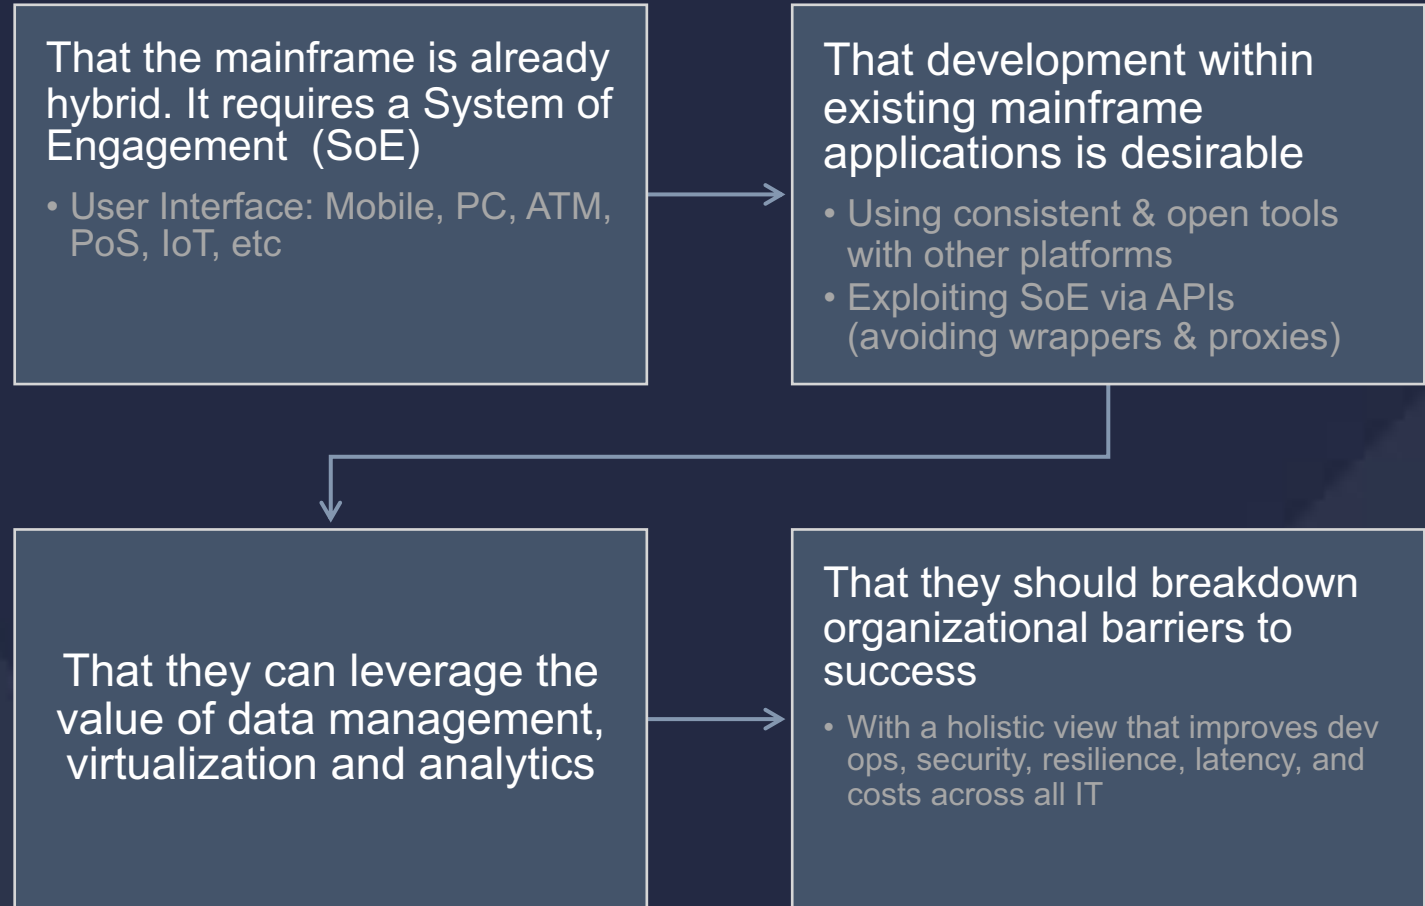 That the mainframe is already
hybrid. It requires a System of
Engagement  (SoE)
• User Interface: Mobile, PC, ATM,
PoS, IoT, etc
That development within
existing mainframe
applications is desirable
• Using consistent & open tools
with other platforms
• Exploiting SoE via APIs
(avoiding wrappers & proxies)
That they can leverage the
value of data management,
virtualization and analytics
That they should breakdown
organizational barriers to
success
• With a holistic view that improves dev
ops, security, resilience, latency, and
costs across all IT